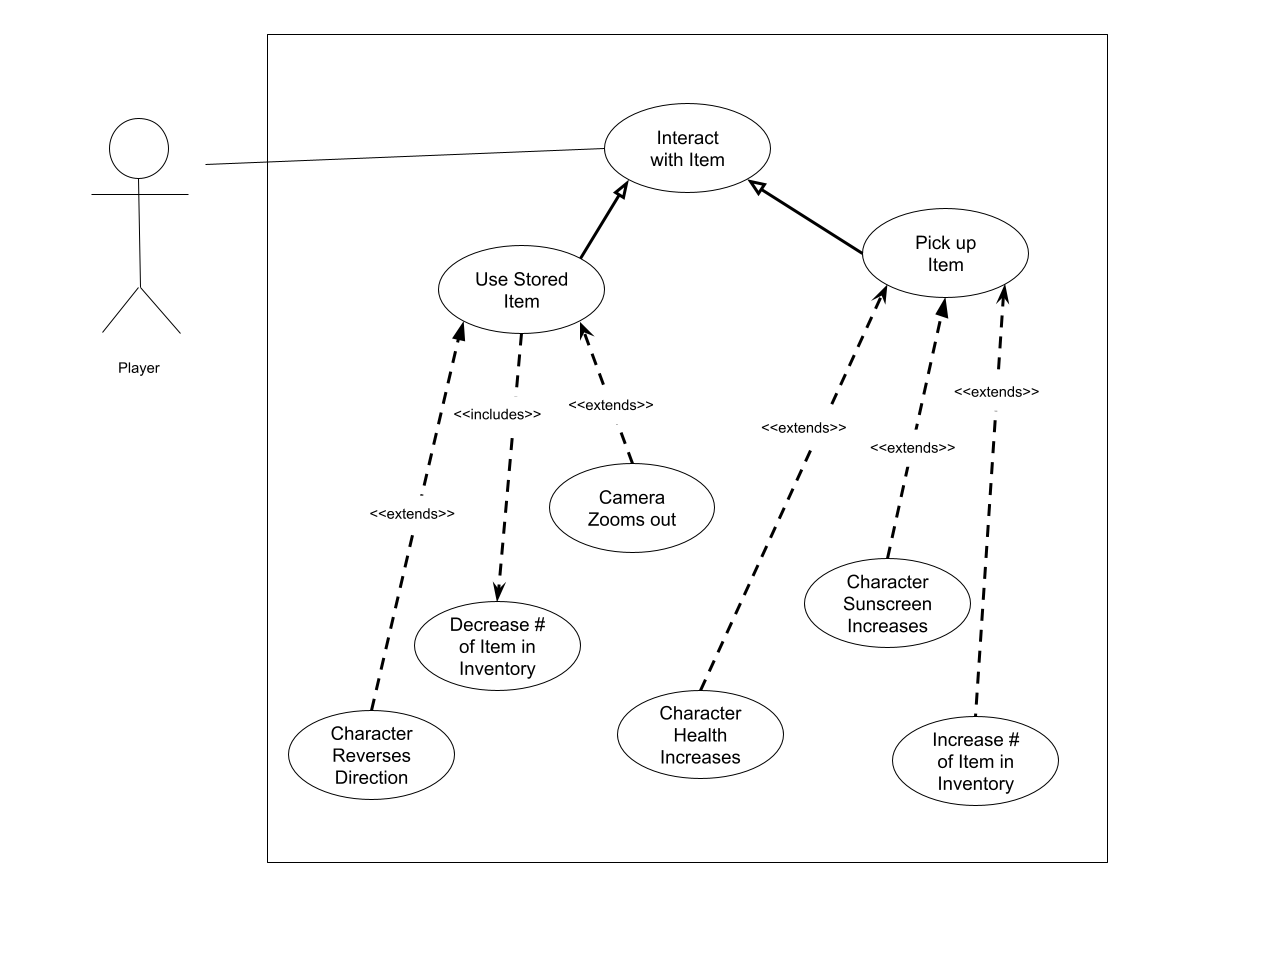 Interact
with Item
Pick up
Item
Use Stored
Item
Player
<<extends>>
<<includes>>
<<extends>>
<<extends>>
<<extends>>
<<extends>>
Camera
Zooms out
Character
Sunscreen
Increases
Decrease #
of Item in
Inventory
Character
Reverses
Direction
Character
Health
Increases
Increase #
of Item in
Inventory